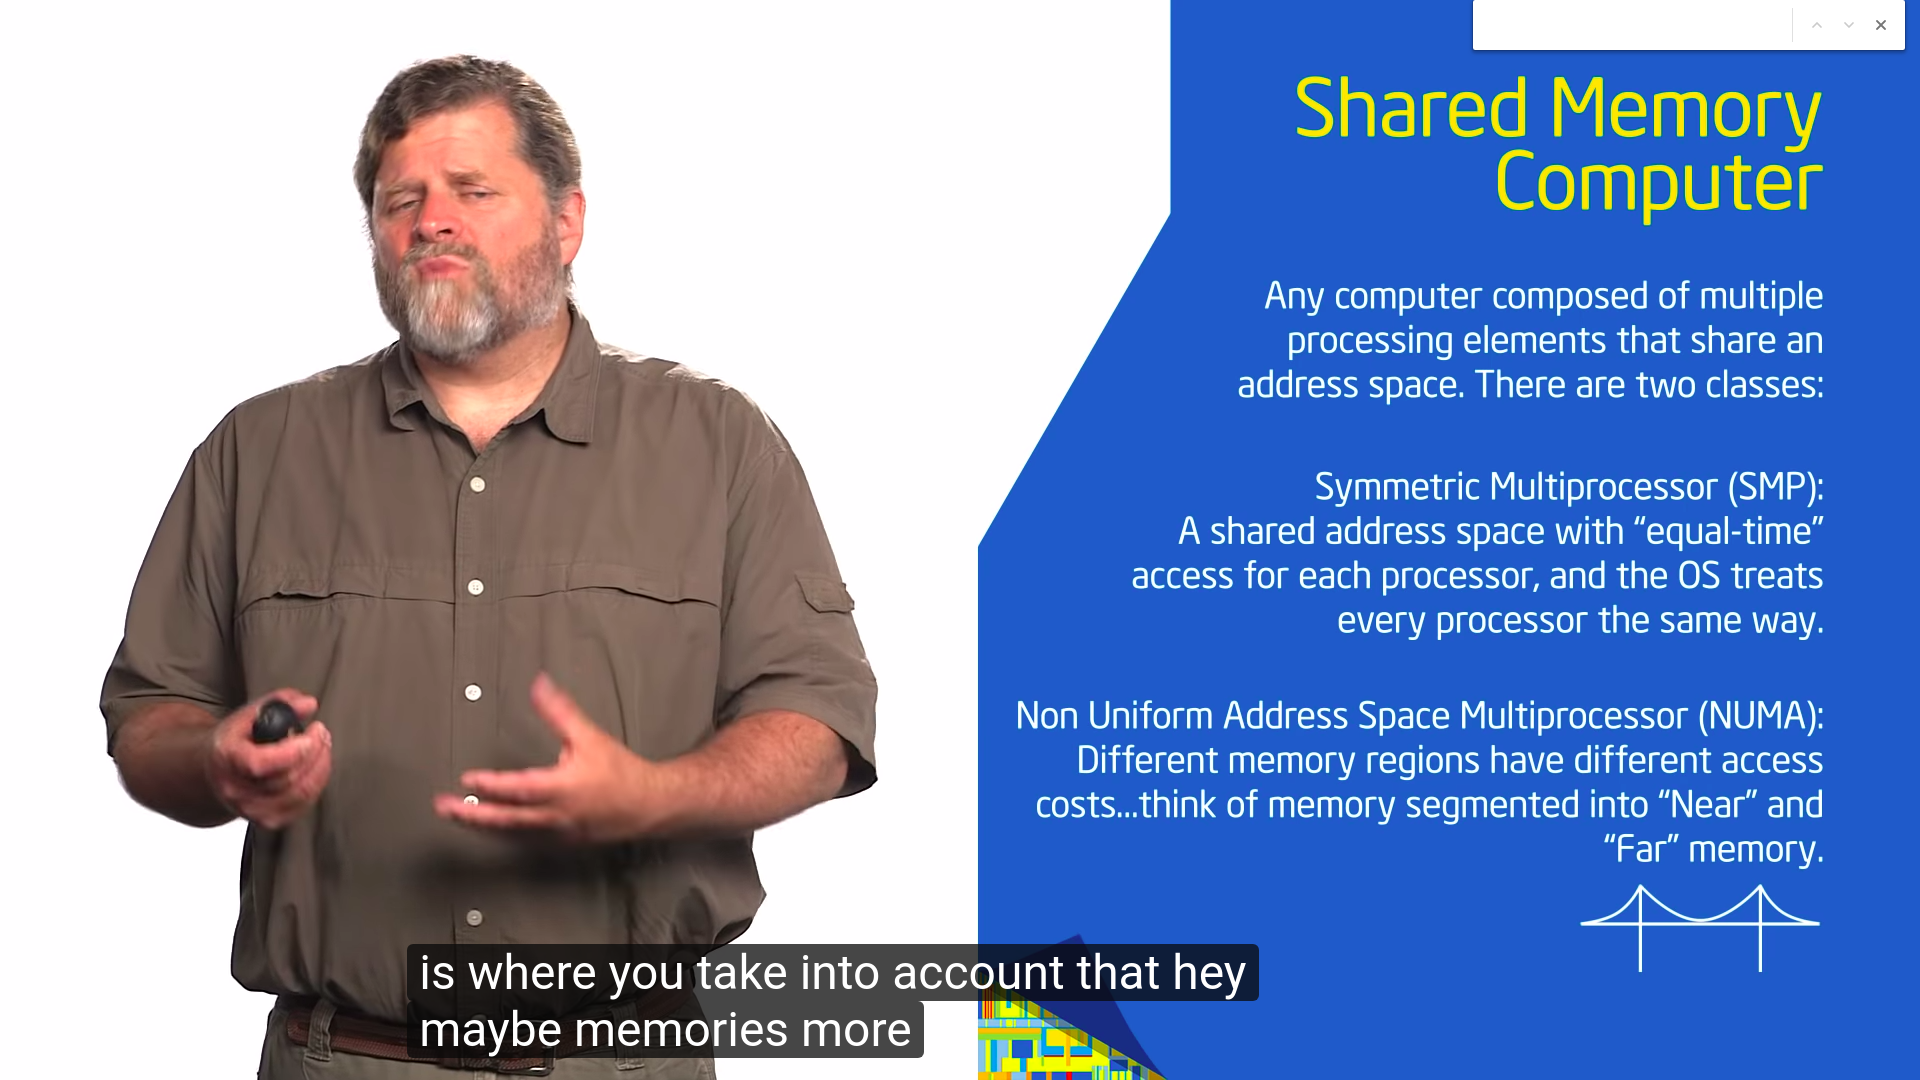 Shared Memory
Computer
Any computer composed of multiple
processing elements that share an
address space. There are two classes:
Symmetric Multiprocessor (SMP):
A shared address space with “equal-time”
access for each processor, and the OS treats
every processor the same way.
Non Uniform Address Space Multiprocessor (NUMA):
Different memory regions have different access
costs...think of memory segmented into “Near” and
“Far” memory.
is where you take into account that hey
maybe memories more